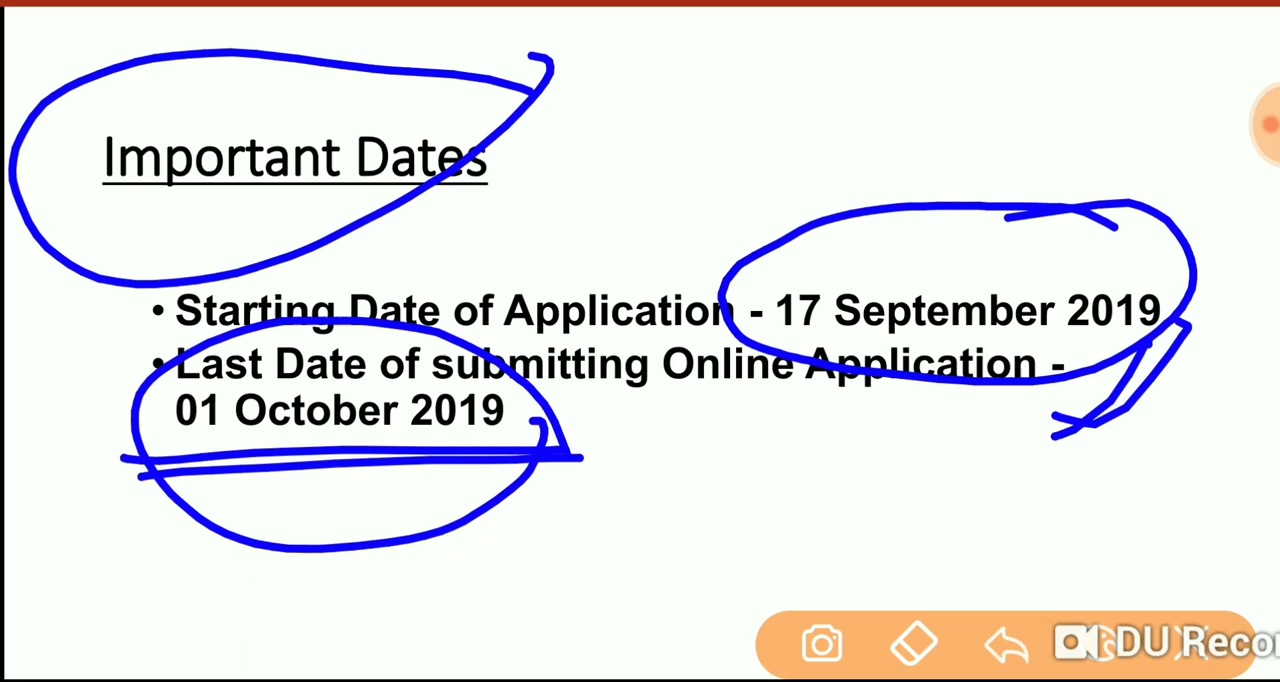 Important Dates
• Starting Date of Application - 17 September 2019
• Last Date of submitting Online Application -
01 October 2019
DU Recor